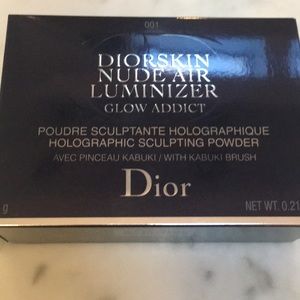 001
DIORSKIN
NUDE AIR
LUMINIZER
GLOW ADDICT
POUDRE SCULPTANTE HOLOGRAPHIQUE
HOLOGRAPHIC SCULPTING POWDER
AVEC PINCEAU KABUKI / WITH KABUKI BRUSH
Dior
g NET WT. 0.21